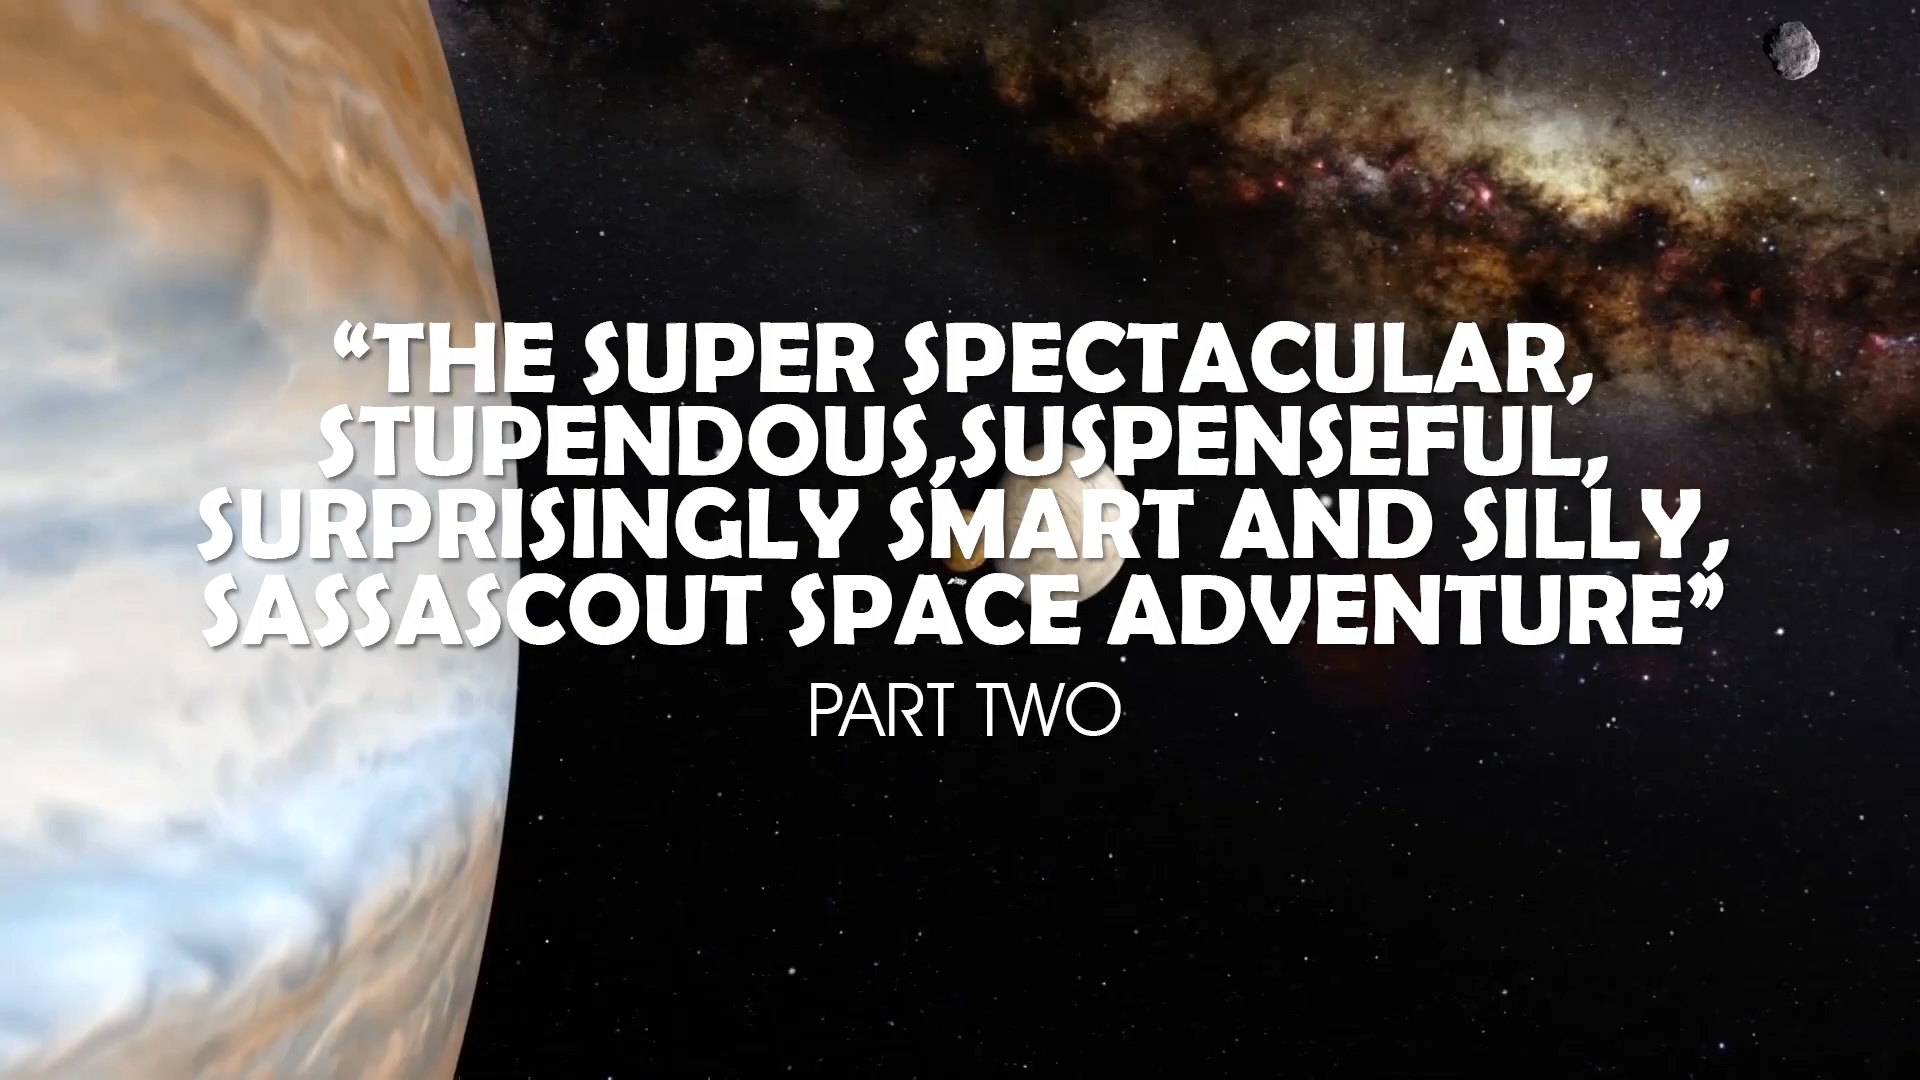 “THE SUPER SPECTACULAR,
STUPENDOUS,SUSPENSEFUL,
SURPRISINGLY SMART AND SILLY,
SASSASCOUT SPACE ADVENTURE”
PART TWO